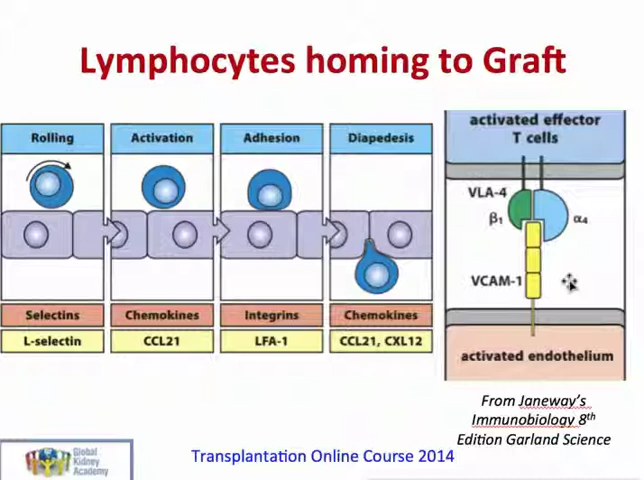 Lymphocytes homing to Graft
Rolling
Activation
Adhesion
Diapedesis
Selectins
Chemokines
Integrins
Chemokines
L-selectin
CCL21
LFA-1
CCL21, CXL12
activated effector
T cells
VLA-4
β1
α4
VCAM-1
activated endothelium
From Janeway's
Immunobiology 8th
Edition Garland Science
Global
Kidney
Academy
Transplantation Online Course 2014